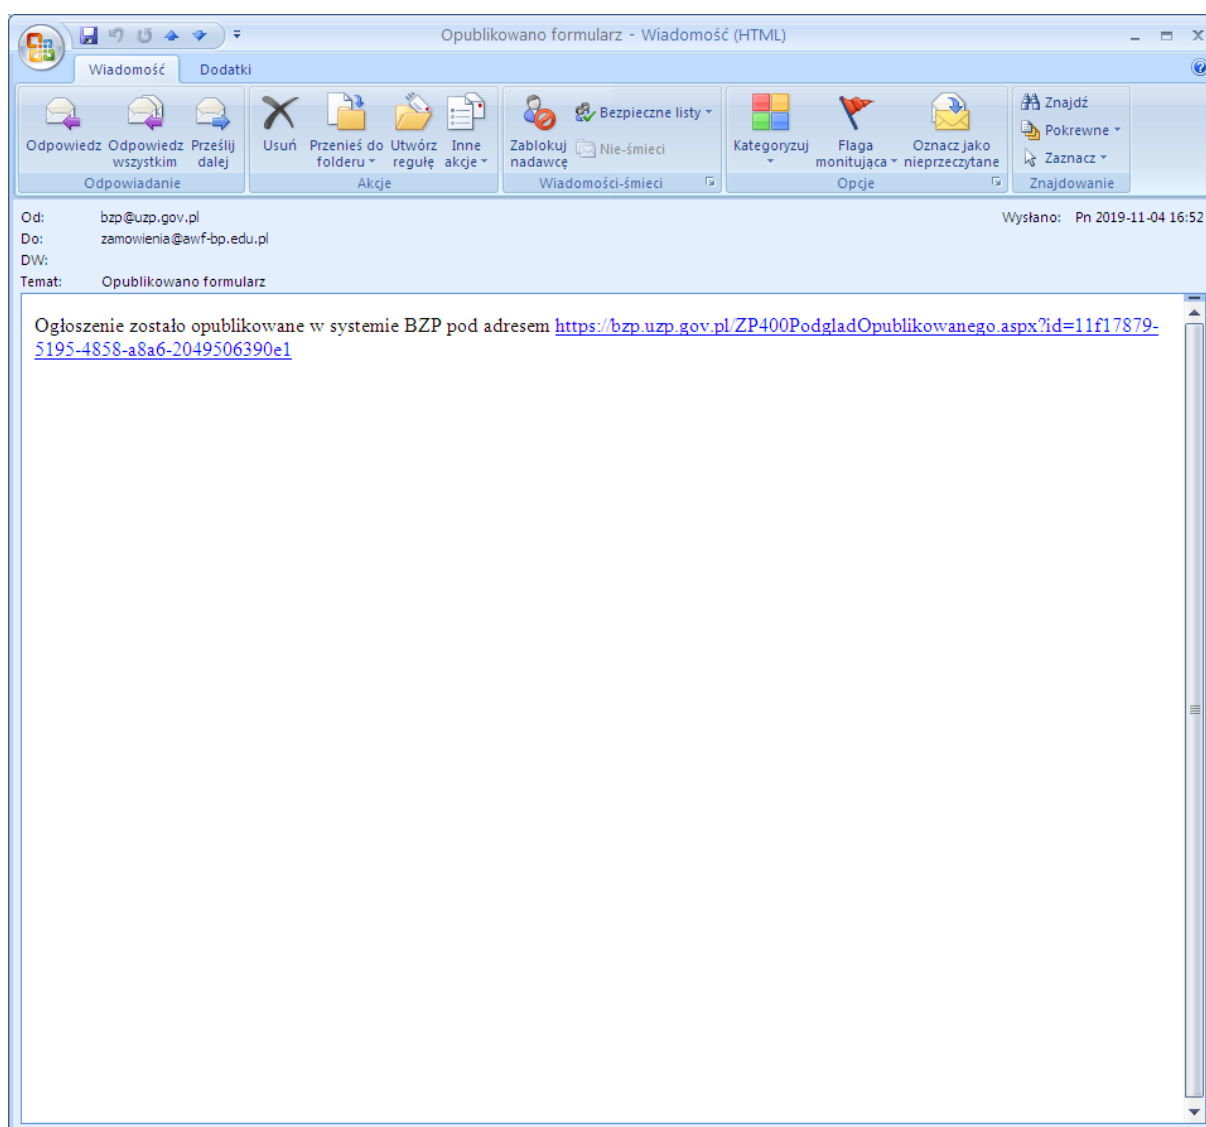 Opublikowano formularz - Wiadomość (HTML)
Wiadomość Dodatki
Odpowiedz Odpowiedz wszystkim Prześlij dalej
Usuń Przenieś do folderu Utwórz regułę Inne akcje
Zablokuj nadawcę Bezpieczne listy
Nie-śmieci
Kategoryzuj Flaga monitująca Oznacz jako nieprzeczytane
Znajdź
Pokrewne
Zaznacz
Odpowiadanie Akcje Wiadomości-śmieci Opcje Znajdowanie
Od: bzp@uzp.gov.pl Wysłano: Pn 2019-11-04 16:52
Do: zamowienia@awf-bp.edu.pl
DW:
Temat: Opublikowano formularz
Ogłoszenie zostało opublikowane w systemie BZP pod adresem https://bzp.uzp.gov.pl/ZP400PodgladOpublikowanego.aspx?id=11f17879-
5195-4858-a8a6-2049506390e1